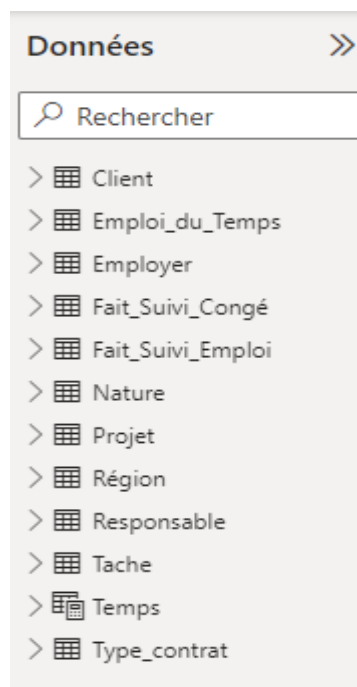 Données
Rechercher
Client
Emploi_du_Temps
Employer
Fait_Suivi_Congé
Fait_Suivi_Emploi
Nature
Projet
Région
Responsable
Tache
Temps
Type_contrat